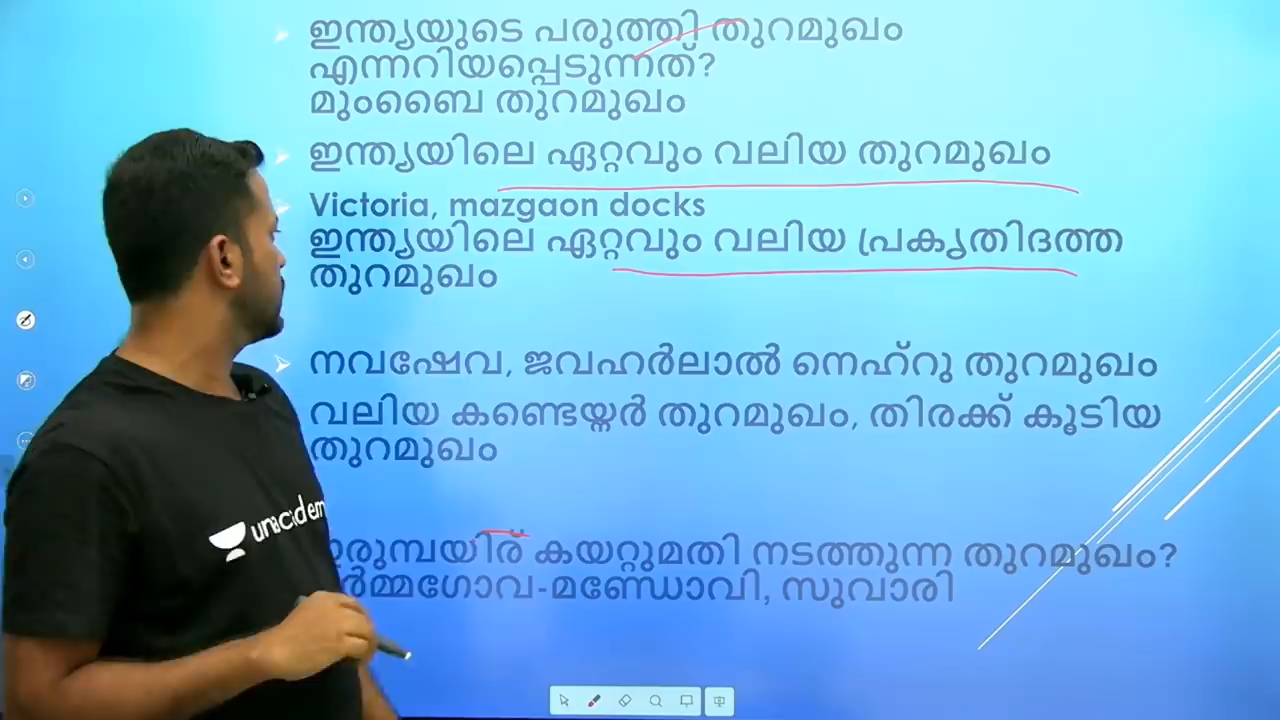 ഇന്ത്യയുടെ പരുത്തി തുറമുഖം
എന്നറിയപ്പെടുന്നത്?
മുംബൈ തുറമുഖം
ഇന്ത്യയിലെ ഏറ്റവും വലിയ തുറമുഖം
Victoria, mazgaon docks
ഇന്ത്യയിലെ ഏറ്റവും വലിയ പ്രകൃതിദത്ത
തുറമുഖം
നവഷേവ, ജവഹർലാൽ നെഹ്റു തുറമുഖം
വലിയ കണ്ടെയ്നർ തുറമുഖം, തിരക്ക് കൂടിയ
തുറമുഖം
കയറ്റുമതി നടത്തുന്ന തുറമുഖം?
മണ്ഡോവി, സുവാരി
unacadem